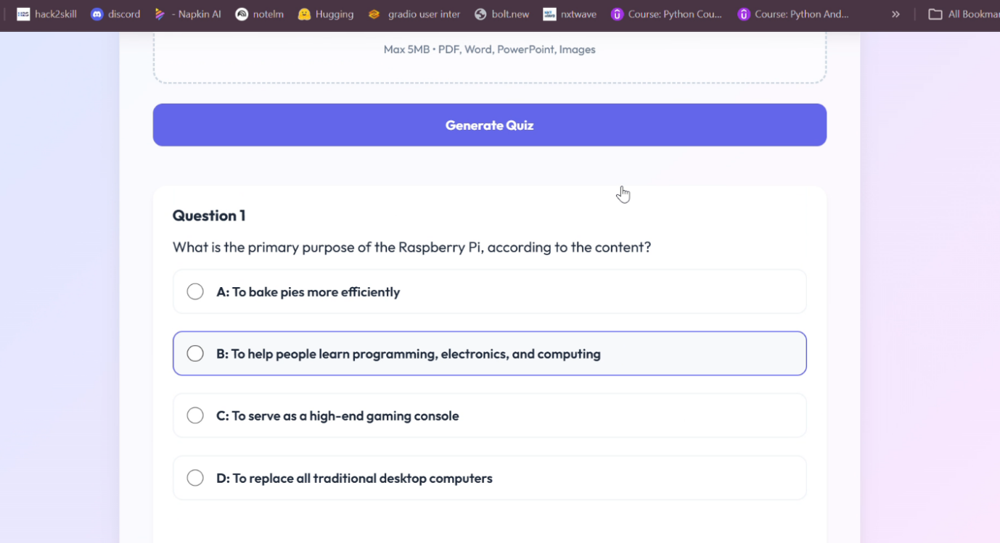 hack2skill discord - Napkin AI notelm Hugging gradio user inter bolt.new nxtwave Course: Python Cou... Course: Python And... » All Bookmar
Max 5MB • PDF, Word, PowerPoint, Images
Generate Quiz
Question 1
What is the primary purpose of the Raspberry Pi, according to the content?
A: To bake pies more efficiently
B: To help people learn programming, electronics, and computing
C: To serve as a high-end gaming console
D: To replace all traditional desktop computers